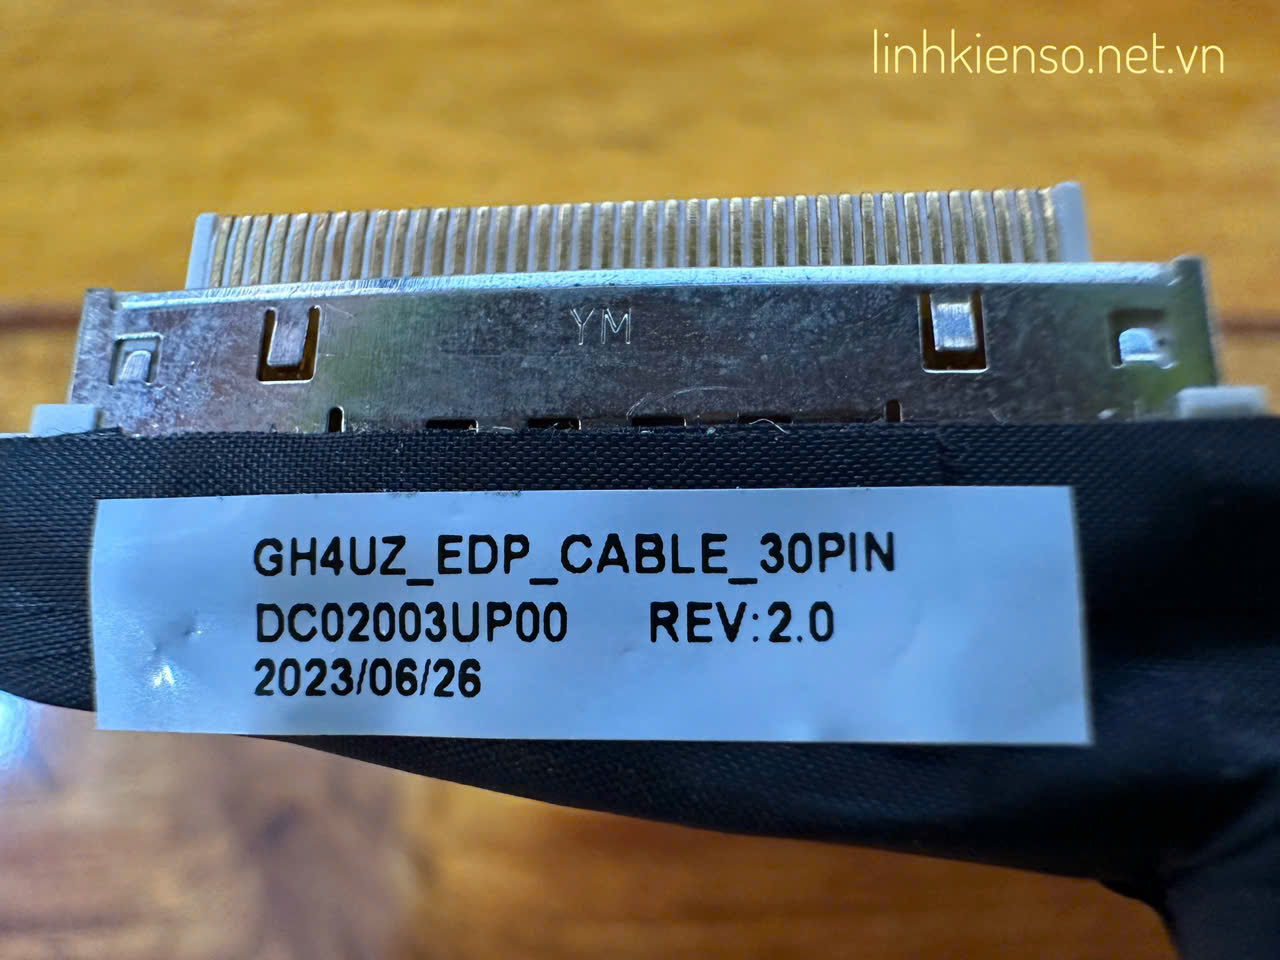 linhkienso.net.vn
YM
GH4UZ_EDP_CABLE_30PIN
DC02003UP00 REV:2.0
2023/06/26